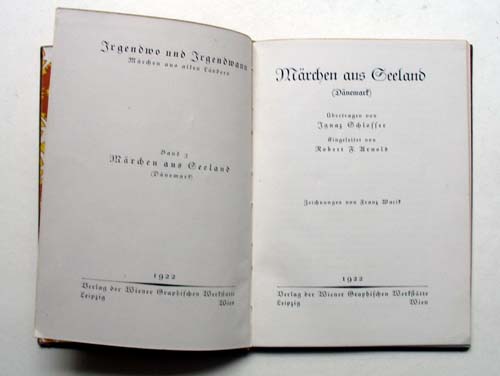 Irgendwo und Irgendwann
Märchen aus allen Ländern
Band 3
Märchen aus Seeland
(Dänemark)
1922
Verlag der Wiener Graphischen Werkstätte
Leipzig Wien
Märchen aus Seeland
(Dänemark)
Übertragen von
Ignaz Schlosser
Eingeleitet von
Robert F. Arnold
Zeichnungen von Franz Wacik
1922
Verlag der Wiener Graphischen Werkstätte
Leipzig Wien